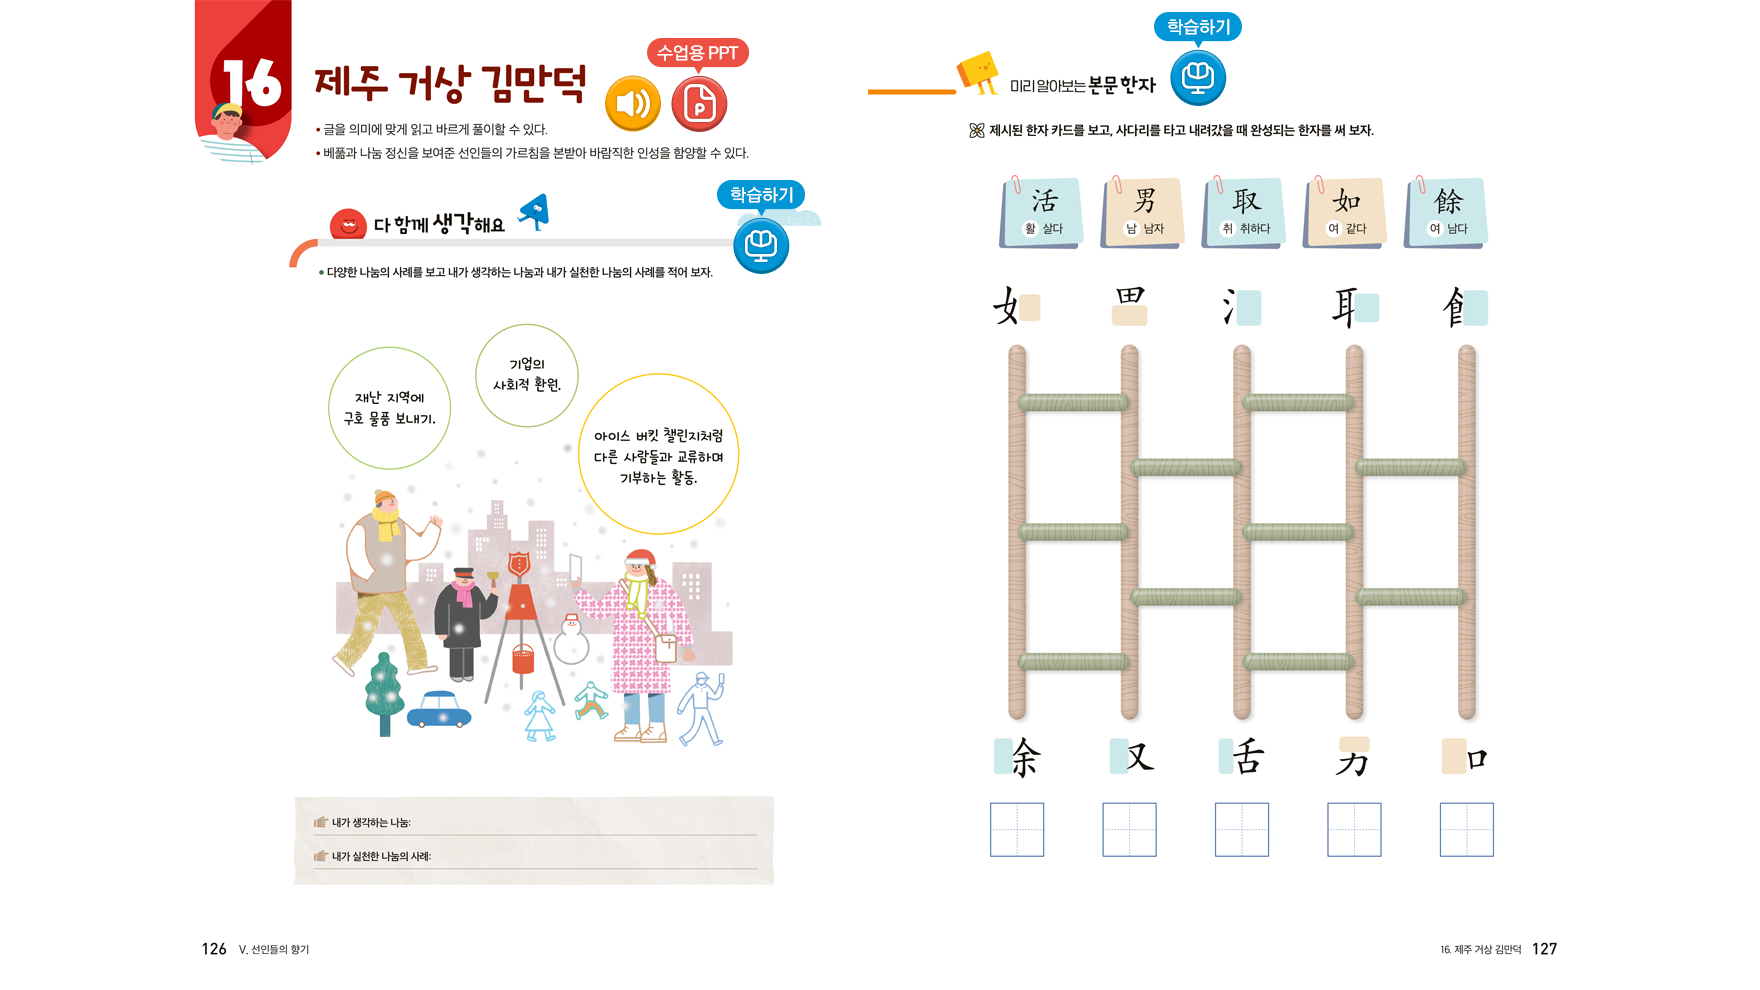 16
제주 거상 김만덕
수업용 PPT
• 글을 의미에 맞게 읽고 바르게 풀이할 수 있다.
• 베풂과 나눔 정신을 보여준 선인들의 가르침을 본받아 바람직한 인성을 함양할 수 있다.
다 함께 생각해요
학습하기
• 다양한 나눔의 사례를 보고 내가 생각하는 나눔과 내가 실천한 나눔의 사례를 적어 보자.
재난 지역에
구호 물품 보내기.
기업의
사회적 환원.
아이스 버킷 챌린지처럼
다른 사람들과 교류하며
기부하는 활동.
내가 생각하는 나눔:
내가 실천한 나눔의 사례:
126 Ⅴ. 선인들의 향기
학습하기
미리 알아보는 본문 한자
제시된 한자 카드를 보고, 사다리를 타고 내려갔을 때 완성되는 한자를 써 보자.
活 男 取 如 餘
활 살다 남 남자 취 취하다 여 같다 여 남다
女 田 氵 耳 飠
余 又 舌 力 口
16. 제주 거상 김만덕 127